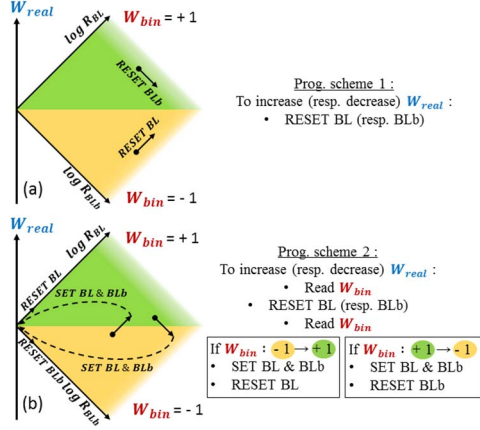 W_real
log R_BL
W_bin = + 1
RESET BLb
RESET BL
log R_BLb
W_bin = - 1
(a)
Prog. scheme 1 :
To increase (resp. decrease) W_real :
• RESET BL (resp. BLb)
W_real
log R_BL
W_bin = + 1
RESET BL
SET BL & BLb
SET BL & BLb
RESET BLb
log R_BLb
W_bin = - 1
(b)
Prog. scheme 2 :
To increase (resp. decrease) W_real :
• Read W_bin
• RESET BL (resp. BLb)
• Read W_bin
If W_bin : - 1 → + 1
• SET BL & BLb
• RESET BL
If W_bin : + 1 → - 1
• SET BL & BLb
• RESET BLb